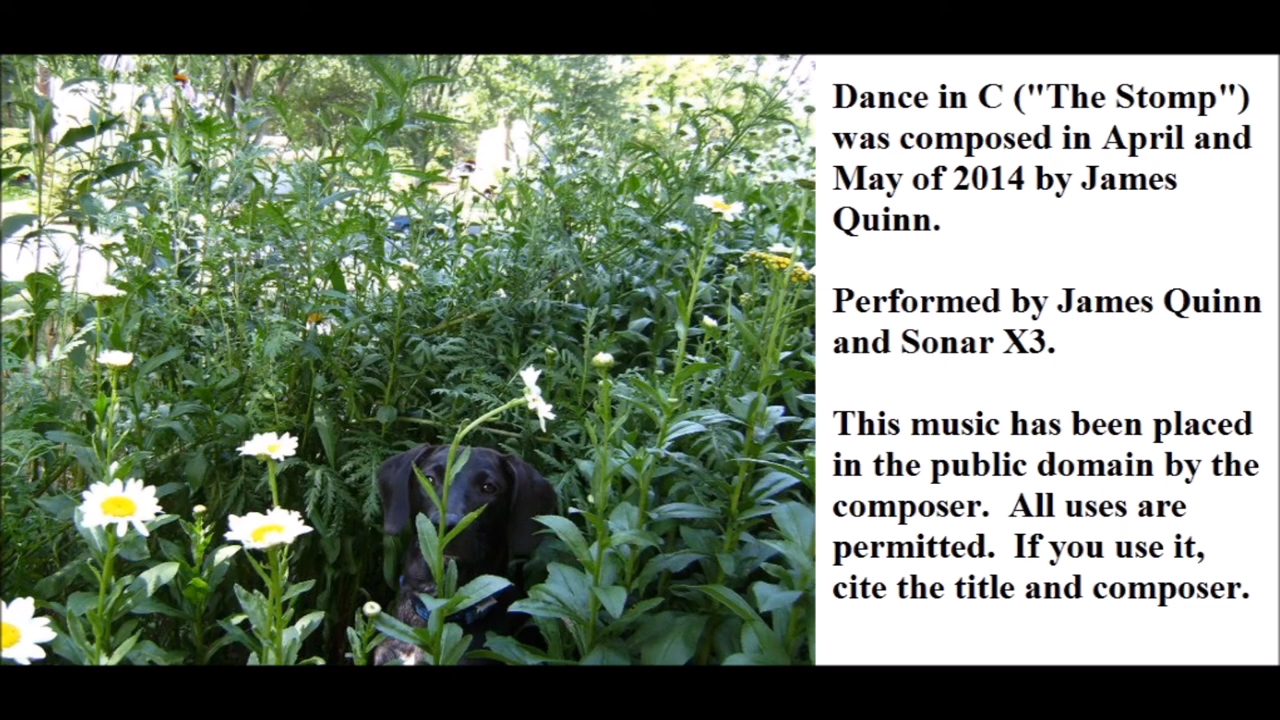 Dance in C ("The Stomp")
was composed in April and
May of 2014 by James
Quinn.
Performed by James Quinn
and Sonar X3.
This music has been placed
in the public domain by the
composer.  All uses are
permitted.  If you use it,
cite the title and composer.